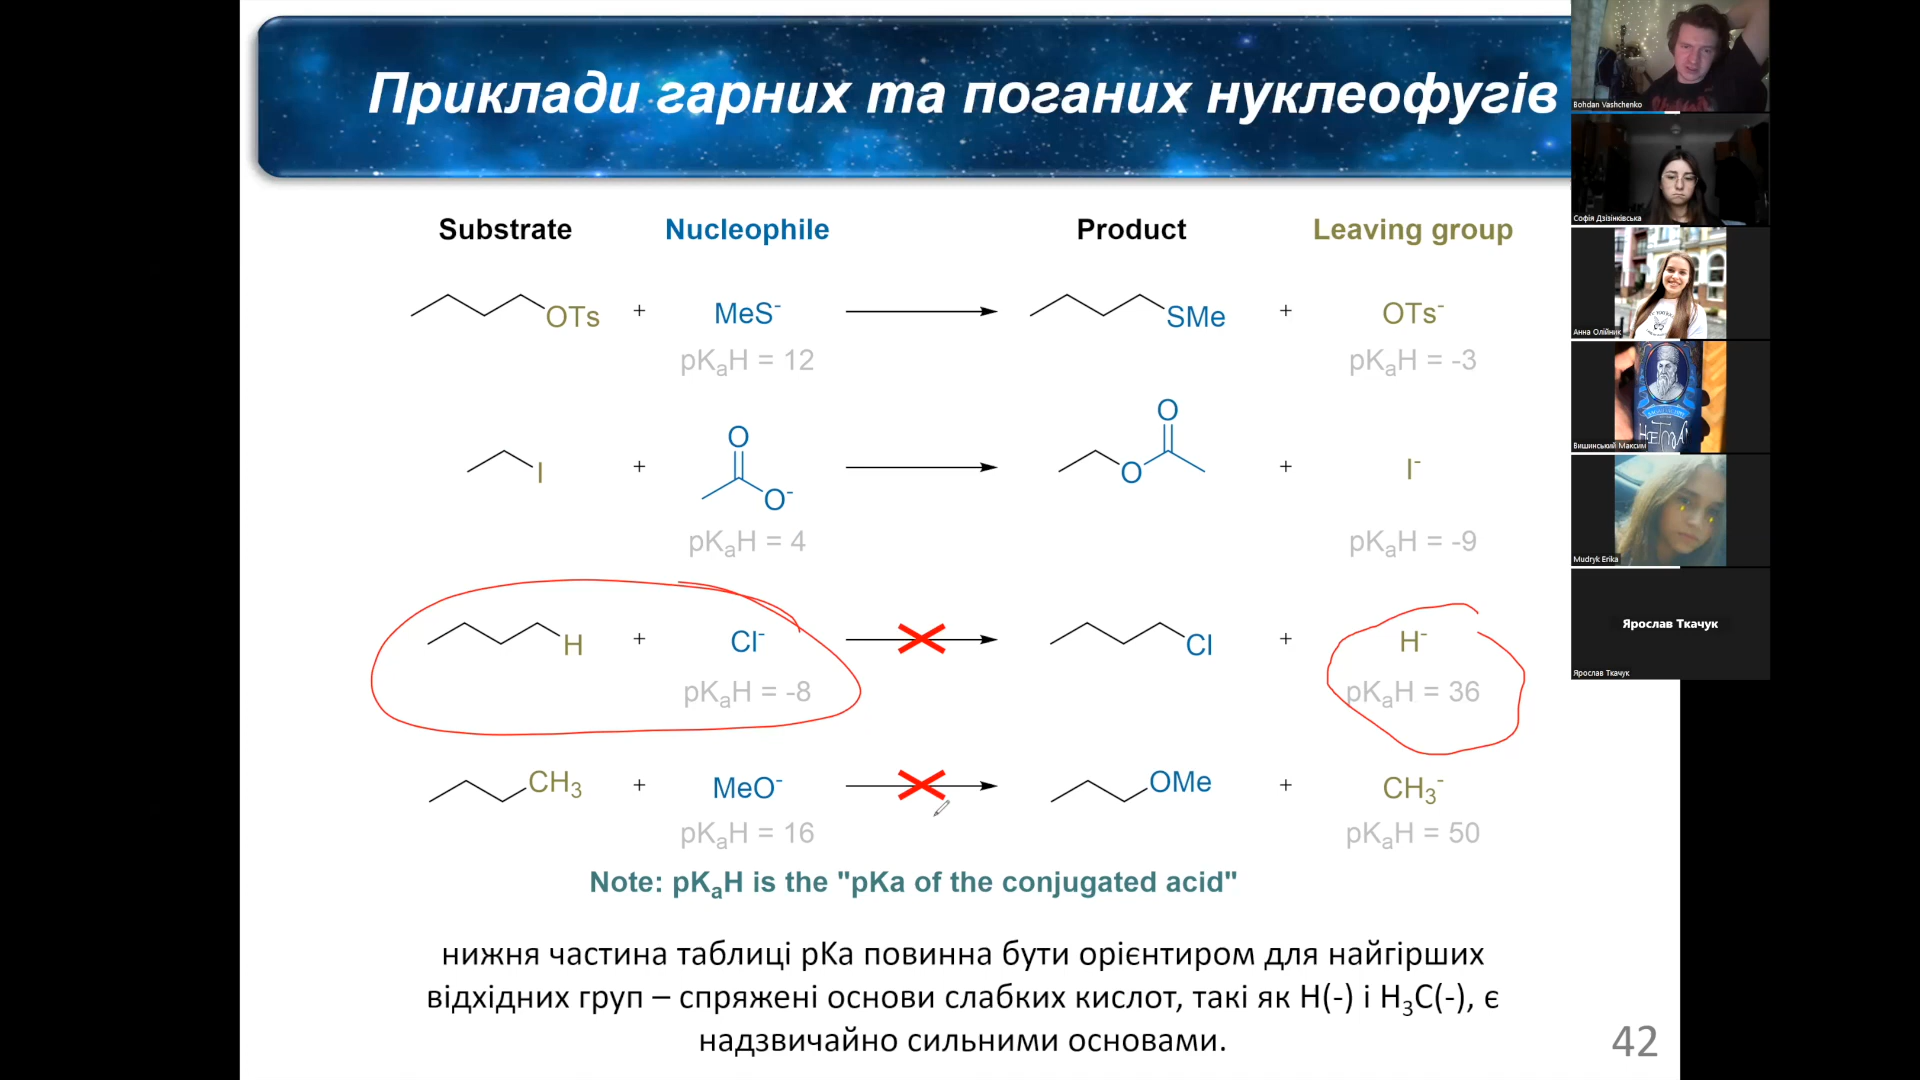 Приклади гарних та поганих нуклеофугів
Substrate Nucleophile Product Leaving group
OTs + MeS⁻ SMe + OTs⁻
pKₐH = 12 pKₐH = -3
I + O O⁻ O O + I⁻
pKₐH = 4 pKₐH = -9
H + Cl⁻ Cl + H⁻
pKₐH = -8 pKₐH = 36
CH₃ + MeO⁻ OMe + CH₃⁻
pKₐH = 16 pKₐH = 50
Note: pKₐH is the "pKa of the conjugated acid"
нижня частина таблиці pKa повинна бути орієнтиром для найгірших
відхідних груп – спряжені основи слабких кислот, такі як H(-) і H₃C(-), є
надзвичайно сильними основами.
42
Bohdan Vashchenko
Софія Дзізінківська
Анна Олійник
Вишинський Максим
Mudryk Erika
Ярослав Ткачук
Ярослав Ткачук